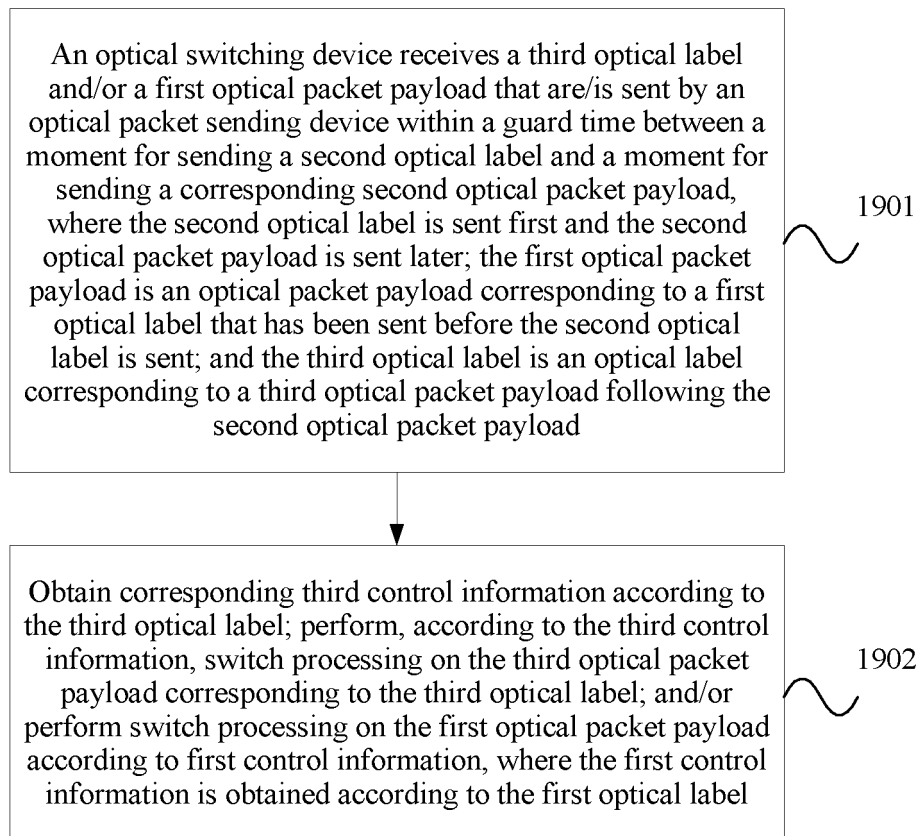 An optical switching device receives a third optical label
and/or a first optical packet payload that are/is sent by an
optical packet sending device within a guard time between a
moment for sending a second optical label and a moment for
sending a corresponding second optical packet payload,
where the second optical label is sent first and the second
optical packet payload is sent later; the first optical packet
payload is an optical packet payload corresponding to a first
optical label that has been sent before the second optical
label is sent; and the third optical label is an optical label
corresponding to a third optical packet payload following the
second optical packet payload
1901
Obtain corresponding third control information according to
the third optical label; perform, according to the third control
information, switch processing on the third optical packet
payload corresponding to the third optical label; and/or
perform switch processing on the first optical packet payload
according to first control information, where the first control
information is obtained according to the first optical label
1902